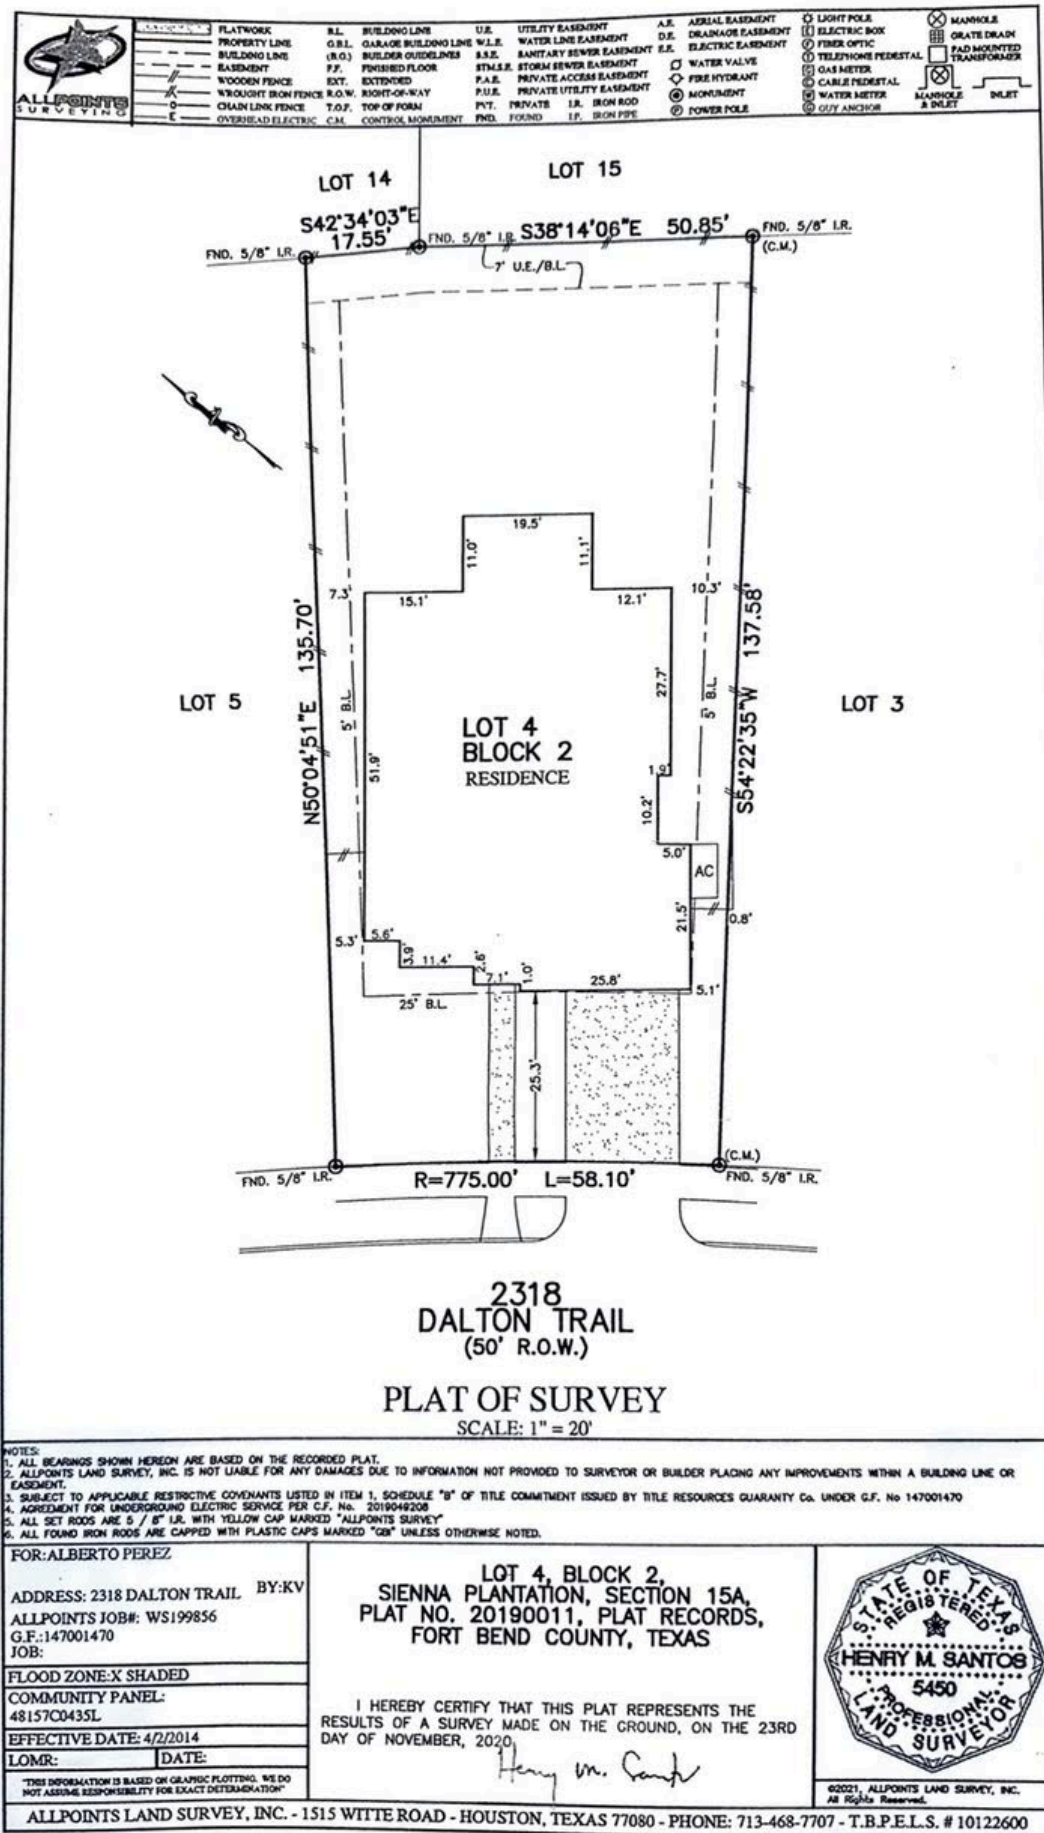 ALLPOINTS
SURVEYING
FLATWORK
PROPERTY LINE
BUILDING LINE
EASEMENT
WOODEN FENCE
WROUGHT IRON FENCE
CHAIN LINK FENCE
E OVERHEAD ELECTRIC
B.L. BUILDING LINE
G.B.L. GARAGE BUILDING LINE
(B.G.) BUILDER GUIDELINES
F.F. FINISHED FLOOR
EXT. EXTENDED
R.O.W. RIGHT-OF-WAY
T.O.F. TOP OF FORM
C.M. CONTROL MONUMENT
U.E. UTILITY EASEMENT
W.L.E. WATER LINE EASEMENT
S.S.E. SANITARY SEWER EASEMENT
STM.S.E. STORM SEWER EASEMENT
P.A.E. PRIVATE ACCESS EASEMENT
P.U.E. PRIVATE UTILITY EASEMENT
PVT. PRIVATE I.R. IRON ROD
FND. FOUND I.P. IRON PIPE
A.E. AERIAL EASEMENT
D.E. DRAINAGE EASEMENT
E.E. ELECTRIC EASEMENT
WATER VALVE
FIRE HYDRANT
MONUMENT
POWER POLE
LIGHT POLE
ELECTRIC BOX
FIBER OPTIC
TELEPHONE PEDESTAL
GAS METER
CABLE PEDESTAL
WATER METER
GUY ANCHOR
MANHOLE
GRATE DRAIN
PAD MOUNTED
TRANSFORMER
MANHOLE
& INLET
INLET
LOT 14
LOT 15
S42°34'03"E
17.55'
FND. 5/8" I.R.
FND. 5/8" I.R.
S38°14'06"E 50.85'
FND. 5/8" I.R.
(C.M.)
7' U.E./B.L.
19.5'
11.0'
11.1'
7.3'
15.1'
12.1'
10.3'
N50°04'51"E 135.70'
S54°22'35"W 137.58'
LOT 5
5' B.L.
51.9'
LOT 4
BLOCK 2
RESIDENCE
27.7'
5' B.L.
LOT 3
1.9'
10.2'
5.0'
AC
21.5'
0.8'
5.3'
5.6'
3.9'
11.4'
2.6'
7.1'
1.0'
25.8'
5.1'
25' B.L.
25.3'
(C.M.)
FND. 5/8" I.R.
R=775.00' L=58.10'
FND. 5/8" I.R.
2318
DALTON TRAIL
(50' R.O.W.)
PLAT OF SURVEY
SCALE: 1" = 20'
NOTES:
1. ALL BEARINGS SHOWN HEREON ARE BASED ON THE RECORDED PLAT.
2. ALLPOINTS LAND SURVEY, INC. IS NOT LIABLE FOR ANY DAMAGES DUE TO INFORMATION NOT PROVIDED TO SURVEYOR OR BUILDER PLACING ANY IMPROVEMENTS WITHIN A BUILDING LINE OR
EASEMENT.
3. SUBJECT TO APPLICABLE RESTRICTIVE COVENANTS LISTED IN ITEM 1, SCHEDULE "B" OF TITLE COMMITMENT ISSUED BY TITLE RESOURCES GUARANTY Co. UNDER G.F. No 147001470
4. AGREEMENT FOR UNDERGROUND ELECTRIC SERVICE PER C.F. No. 2019049208
5. ALL SET RODS ARE 5 / 8" I.R. WITH YELLOW CAP MARKED "ALLPOINTS SURVEY"
6. ALL FOUND IRON RODS ARE CAPPED WITH PLASTIC CAPS MARKED "GBI" UNLESS OTHERWISE NOTED.
FOR:ALBERTO PEREZ
ADDRESS: 2318 DALTON TRAIL BY:KV
ALLPOINTS JOB#: WS199856
G.F.:147001470
JOB:
FLOOD ZONE:X SHADED
COMMUNITY PANEL:
48157C0435L
EFFECTIVE DATE: 4/2/2014
LOMR: DATE:
"THIS INFORMATION IS BASED ON GRAPHIC PLOTTING. WE DO
NOT ASSUME RESPONSIBILITY FOR EXACT DETERMINATION"
LOT 4, BLOCK 2,
SIENNA PLANTATION, SECTION 15A,
PLAT NO. 20190011, PLAT RECORDS,
FORT BEND COUNTY, TEXAS
I HEREBY CERTIFY THAT THIS PLAT REPRESENTS THE
RESULTS OF A SURVEY MADE ON THE GROUND, ON THE 23RD
DAY OF NOVEMBER, 2020.
Henry M. Santos
STATE OF TEXAS
REGISTERED
HENRY M. SANTOS
5450
PROFESSIONAL
LAND SURVEYOR
©2021, ALLPOINTS LAND SURVEY, INC.
All Rights Reserved.
ALLPOINTS LAND SURVEY, INC. - 1515 WITTE ROAD - HOUSTON, TEXAS 77080 - PHONE: 713-468-7707 - T.B.P.E.L.S. # 10122600